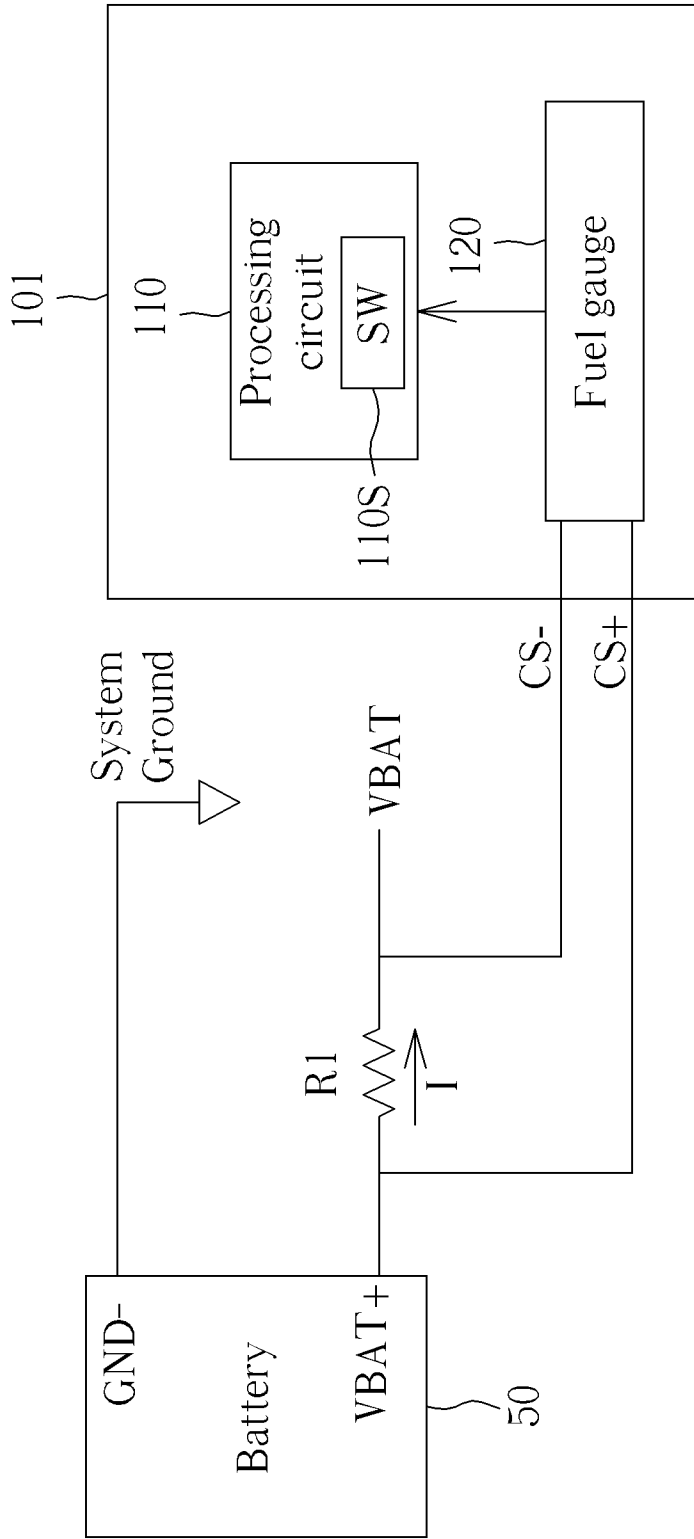 101
110
Processing
circuit
SW
110S
120
Fuel gauge
System
Ground
CS-
CS+
VBAT
R1
I
GND-
Battery
VBAT+
50